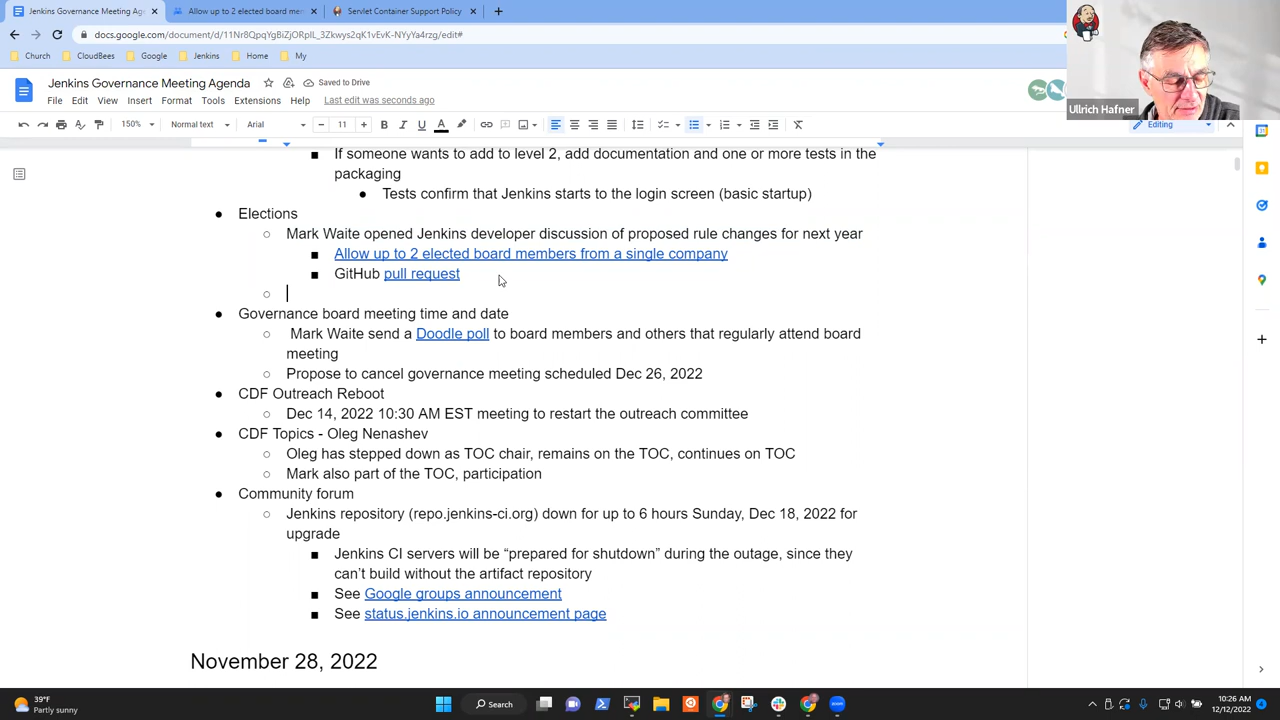 Jenkins Governance Meeting Agenda
Allow up to 2 elected board mem
Servlet Container Support Policy
docs.google.com/document/d/11Nr8QpqYgBiZjORpIL_3Zkwys2qK1vEvK-NYyYa4rzg/edit#
Church
CloudBees
Google
Jenkins
Home
Jenkins Governance Meeting Agenda
Saved to Drive
File Edit View Insert Format Tools Extensions Help Last edit was seconds ago
150% Normal text Arial 11
Editing
Ullrich Hafner
If someone wants to add to level 2, add documentation and one or more tests in the
packaging
Tests confirm that Jenkins starts to the login screen (basic startup)
Elections
Mark Waite opened Jenkins developer discussion of proposed rule changes for next year
Allow up to 2 elected board members from a single company
GitHub pull request
Governance board meeting time and date
Mark Waite send a Doodle poll to board members and others that regularly attend board
meeting
Propose to cancel governance meeting scheduled Dec 26, 2022
CDF Outreach Reboot
Dec 14, 2022 10:30 AM EST meeting to restart the outreach committee
CDF Topics - Oleg Nenashev
Oleg has stepped down as TOC chair, remains on the TOC, continues on TOC
Mark also part of the TOC, participation
Community forum
Jenkins repository (repo.jenkins-ci.org) down for up to 6 hours Sunday, Dec 18, 2022 for
upgrade
Jenkins CI servers will be “prepared for shutdown” during the outage, since they
can’t build without the artifact repository
See Google groups announcement
See status.jenkins.io announcement page
November 28, 2022
39°F
Partly sunny
Search
10:26 AM
12/12/2022